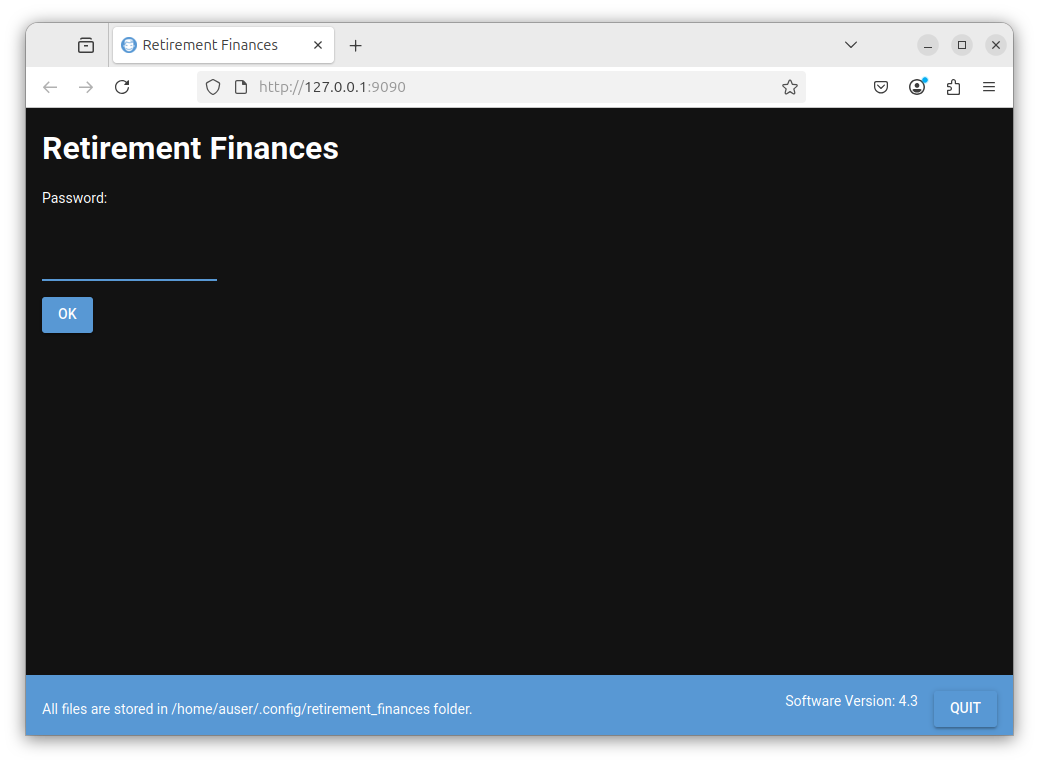 Retirement Finances
http://127.0.0.1:9090
Retirement Finances
Password:
OK
All files are stored in /home/auser/.config/retirement_finances folder.
Software Version: 4.3
QUIT